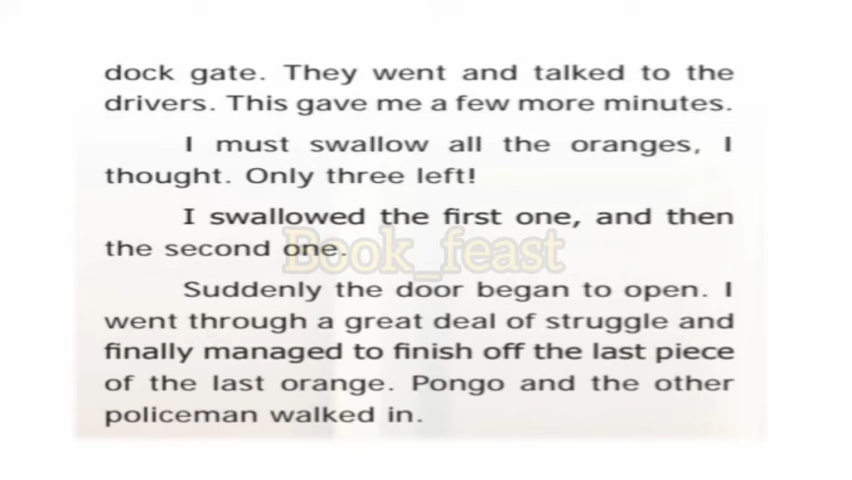 dock gate. They went and talked to the
drivers. This gave me a few more minutes.
I must swallow all the oranges, I
thought. Only three left!
I swallowed the first one, and then
the second one.
Book_feast
Suddenly the door began to open. I
went through a great deal of struggle and
finally managed to finish off the last piece
of the last orange. Pongo and the other
policeman walked in.